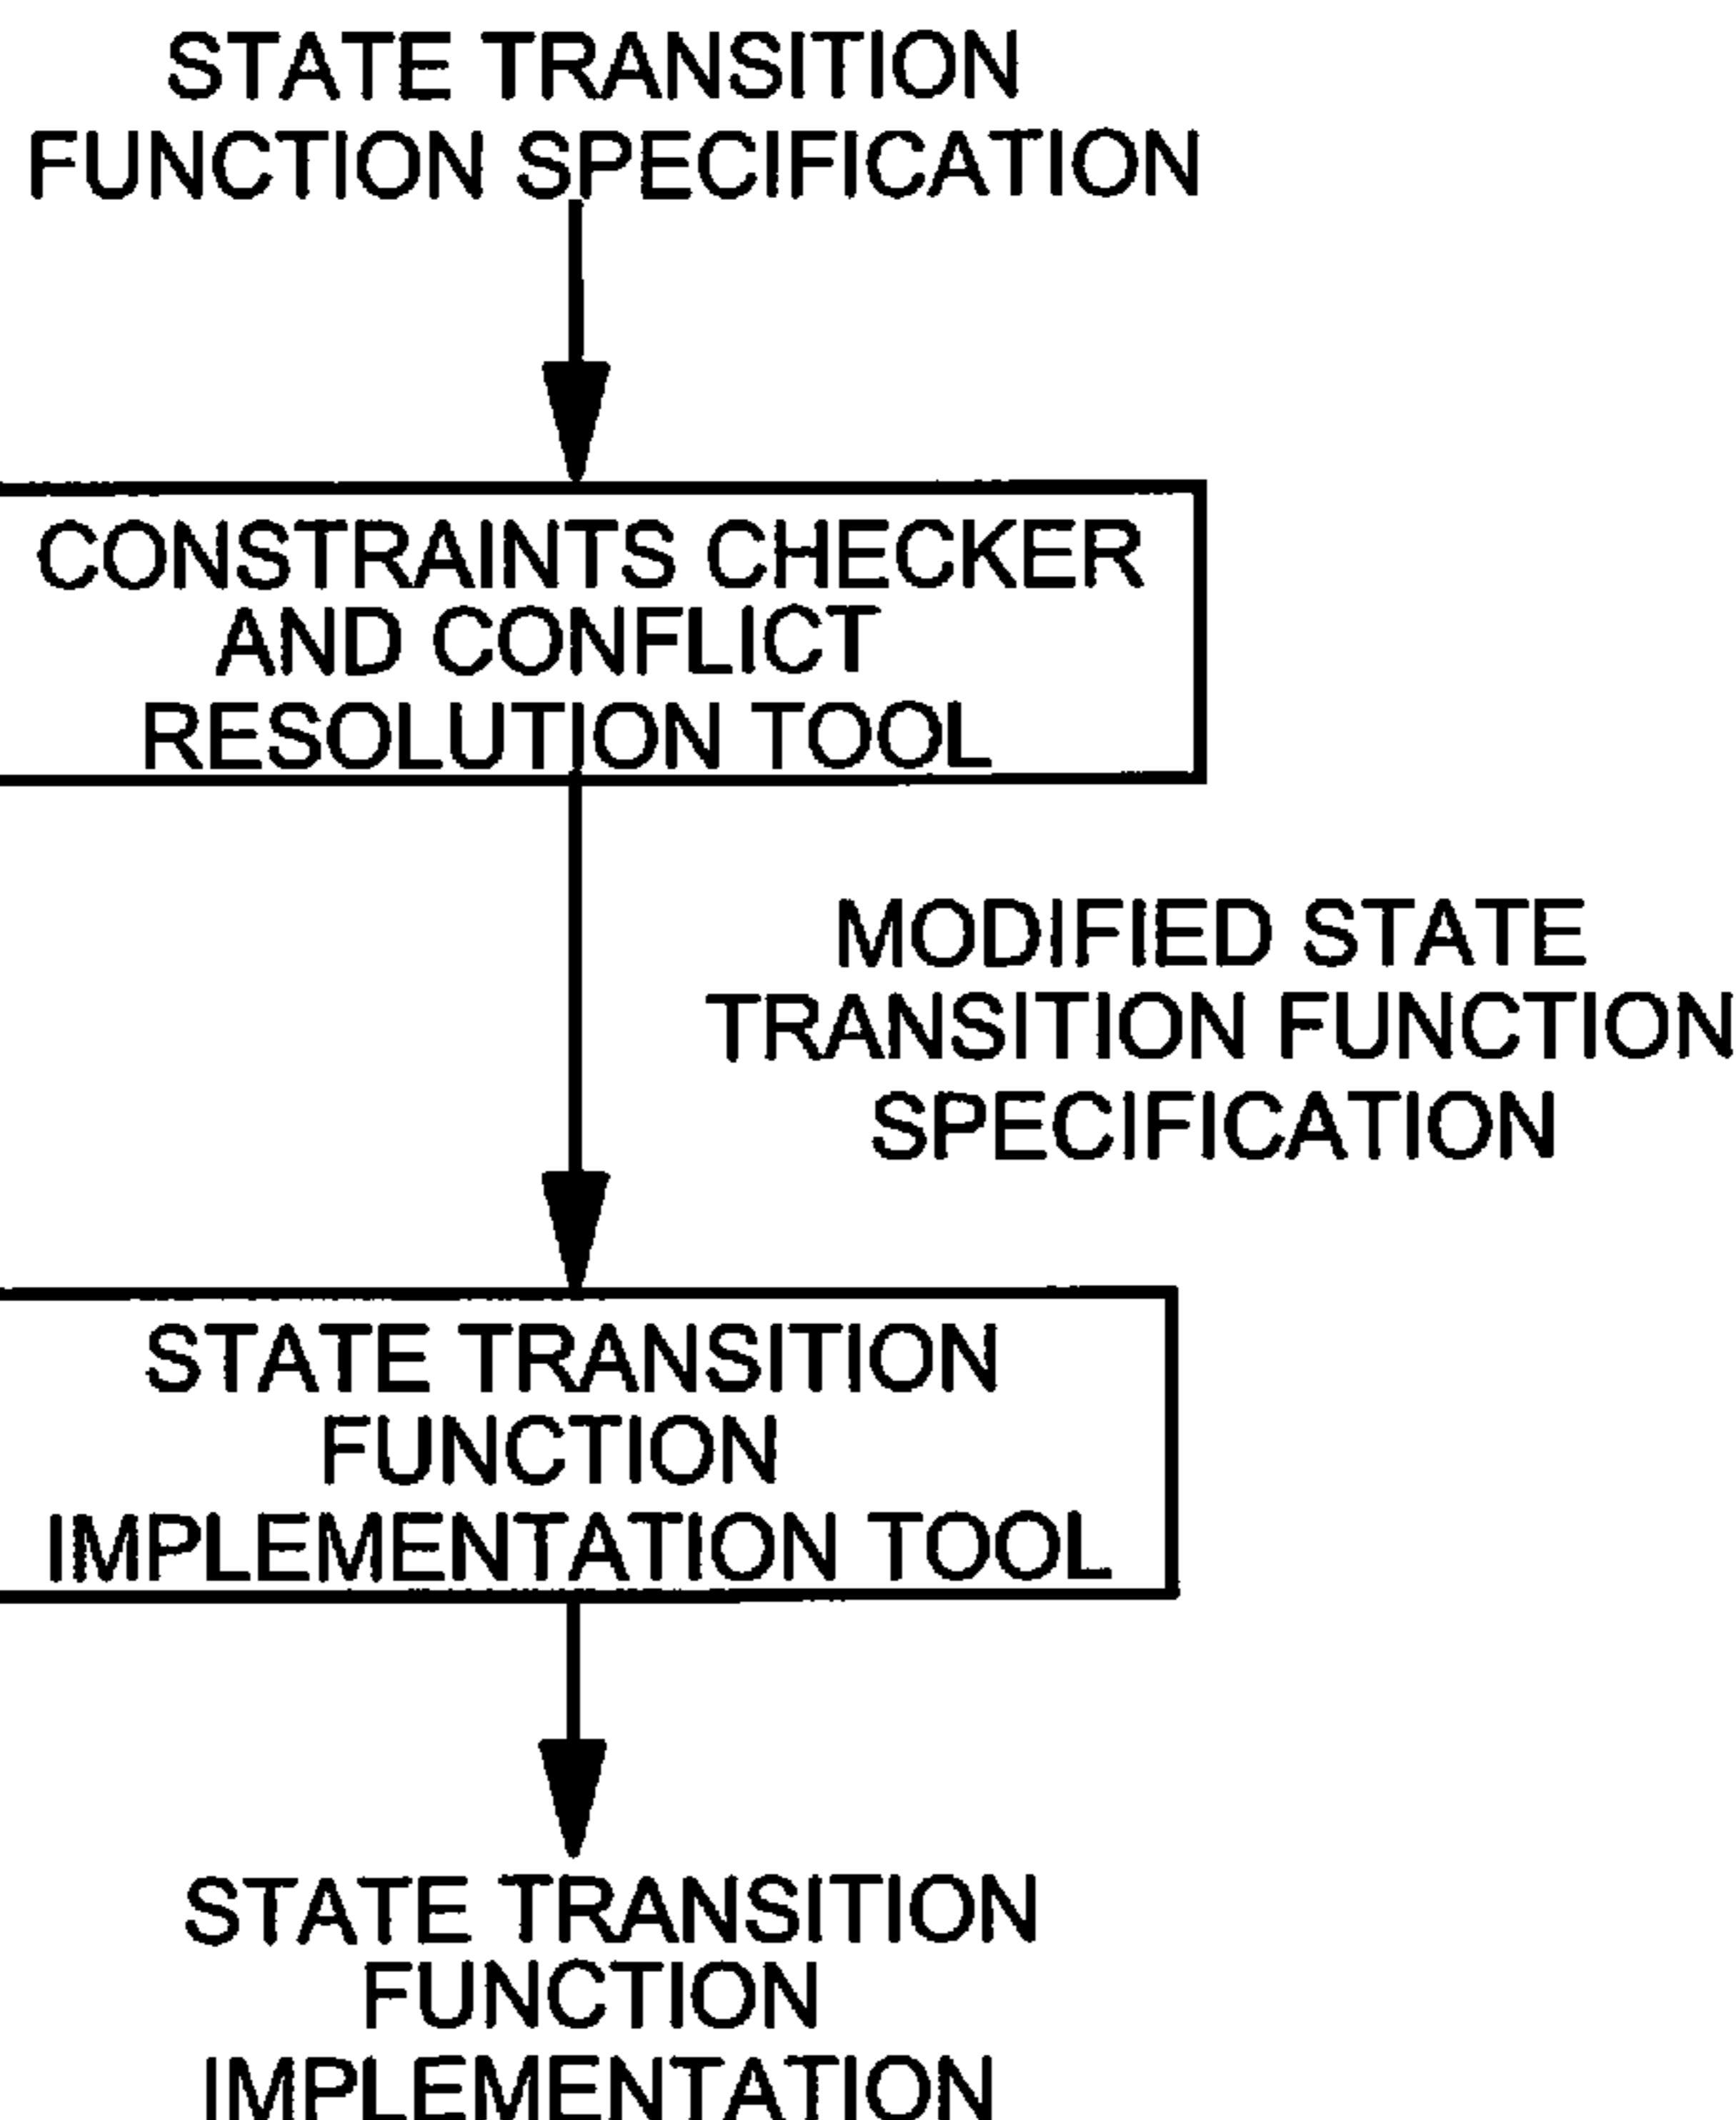 STATE TRANSITION
FUNCTION SPECIFICATION
CONSTRAINTS CHECKER
AND CONFLICT
RESOLUTION TOOL
MODIFIED STATE
TRANSITION FUNCTION
SPECIFICATION
STATE TRANSITION
FUNCTION
IMPLEMENTATION TOOL
STATE TRANSITION
FUNCTION
IMPLEMENTATION